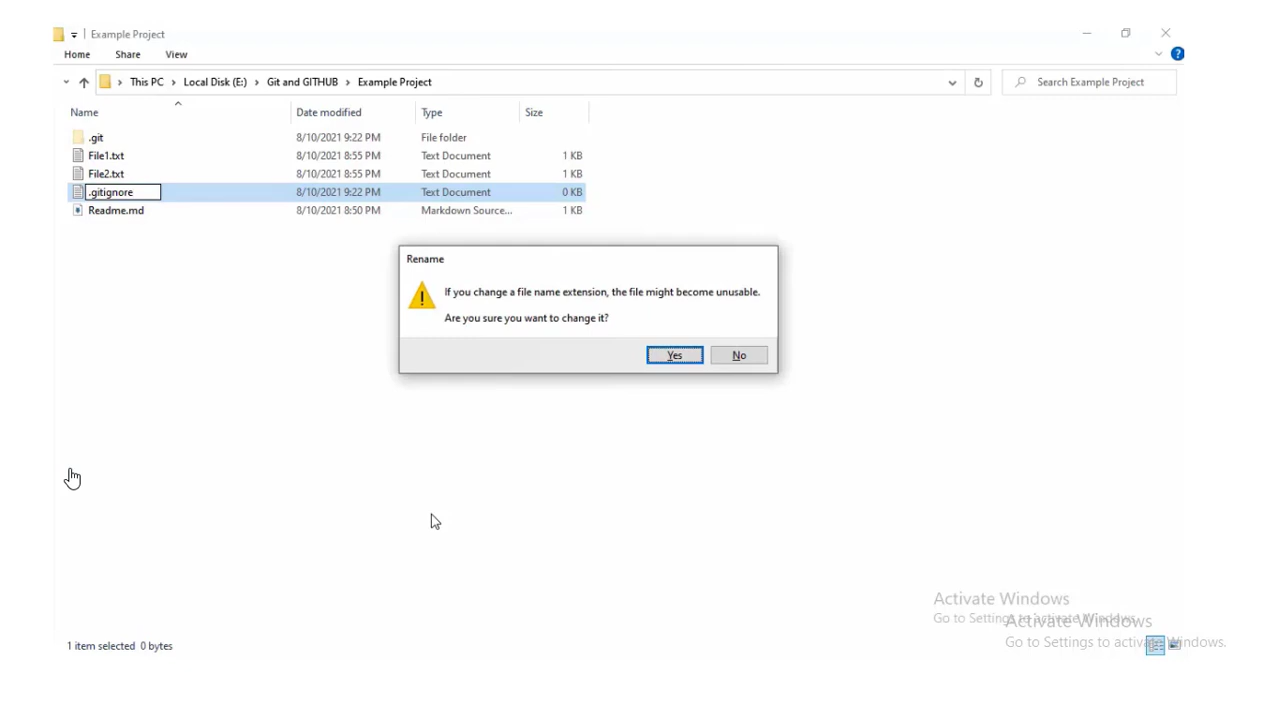 Example Project
Home Share View
This PC > Local Disk (E:) > Git and GITHUB > Example Project
Search Example Project
Name Date modified Type Size
.git 8/10/2021 9:22 PM File folder
File1.txt 8/10/2021 8:55 PM Text Document 1 KB
File2.txt 8/10/2021 8:55 PM Text Document 1 KB
.gitignore 8/10/2021 9:22 PM Text Document 0 KB
Readme.md 8/10/2021 8:50 PM Markdown Source... 1 KB
Rename
If you change a file name extension, the file might become unusable.
Are you sure you want to change it?
Yes No
Activate Windows
Go to Settings to activate Windows.
Activate Windows
Go to Settings to activate Windows.
1 item selected 0 bytes